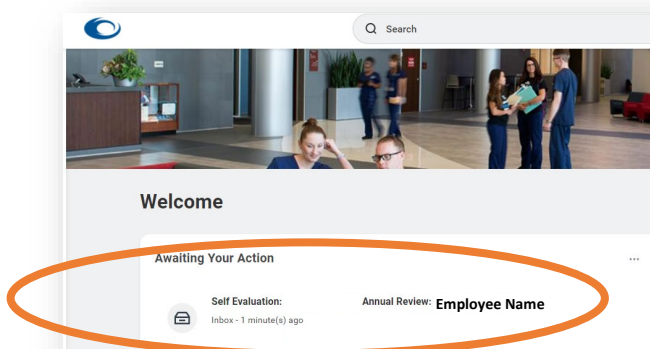 Search
Welcome
Awaiting Your Action
...
Self Evaluation: Annual Review: Employee Name
Inbox - 1 minute(s) ago